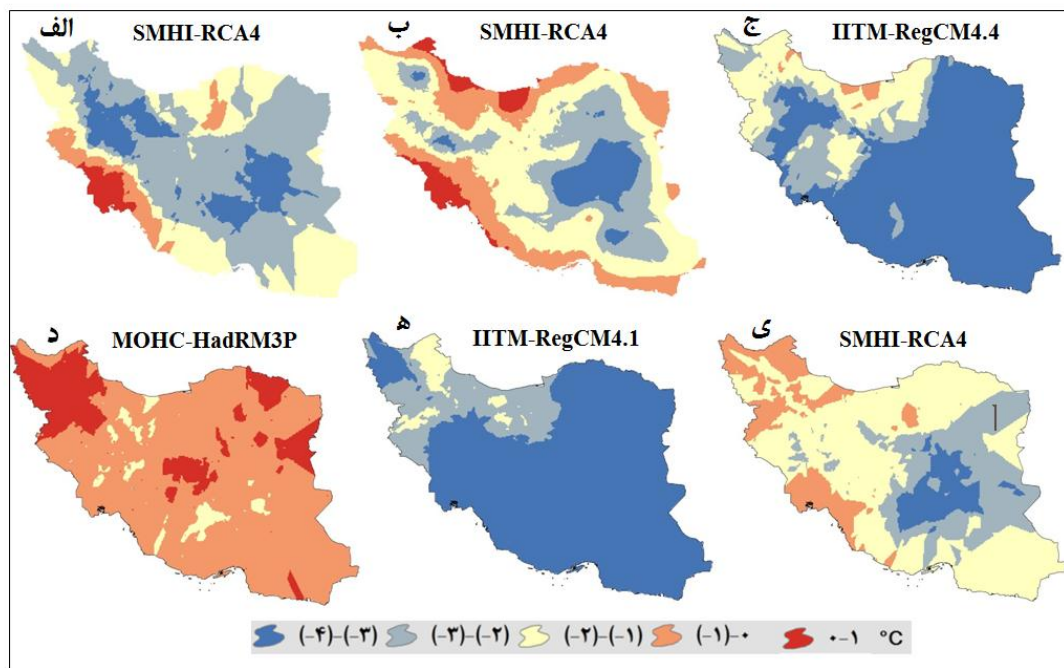 الف SMHI-RCA4
ب SMHI-RCA4
ج IITM-RegCM4.4
د MOHC-HadRM3P
ه IITM-RegCM4.1
ی SMHI-RCA4
(-۴)-(-۳) (-۳)-(-۲) (-۲)-(-۱) (-۱)-۰ ۰-۱ °C